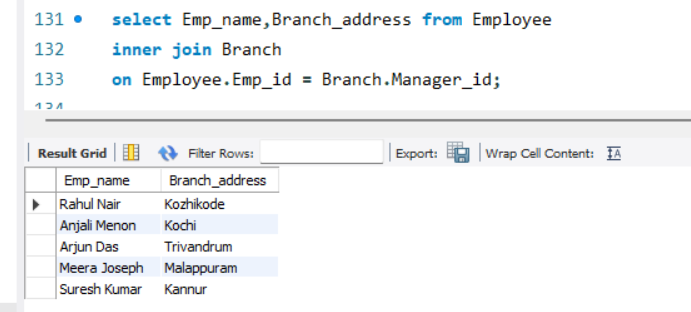 131 select Emp_name,Branch_address from Employee
132 inner join Branch
133 on Employee.Emp_id = Branch.Manager_id;
134
Result Grid Filter Rows: Export: Wrap Cell Content: IA
Emp_name Branch_address
Rahul Nair Kozhikode
Anjali Menon Kochi
Arjun Das Trivandrum
Meera Joseph Malappuram
Suresh Kumar Kannur